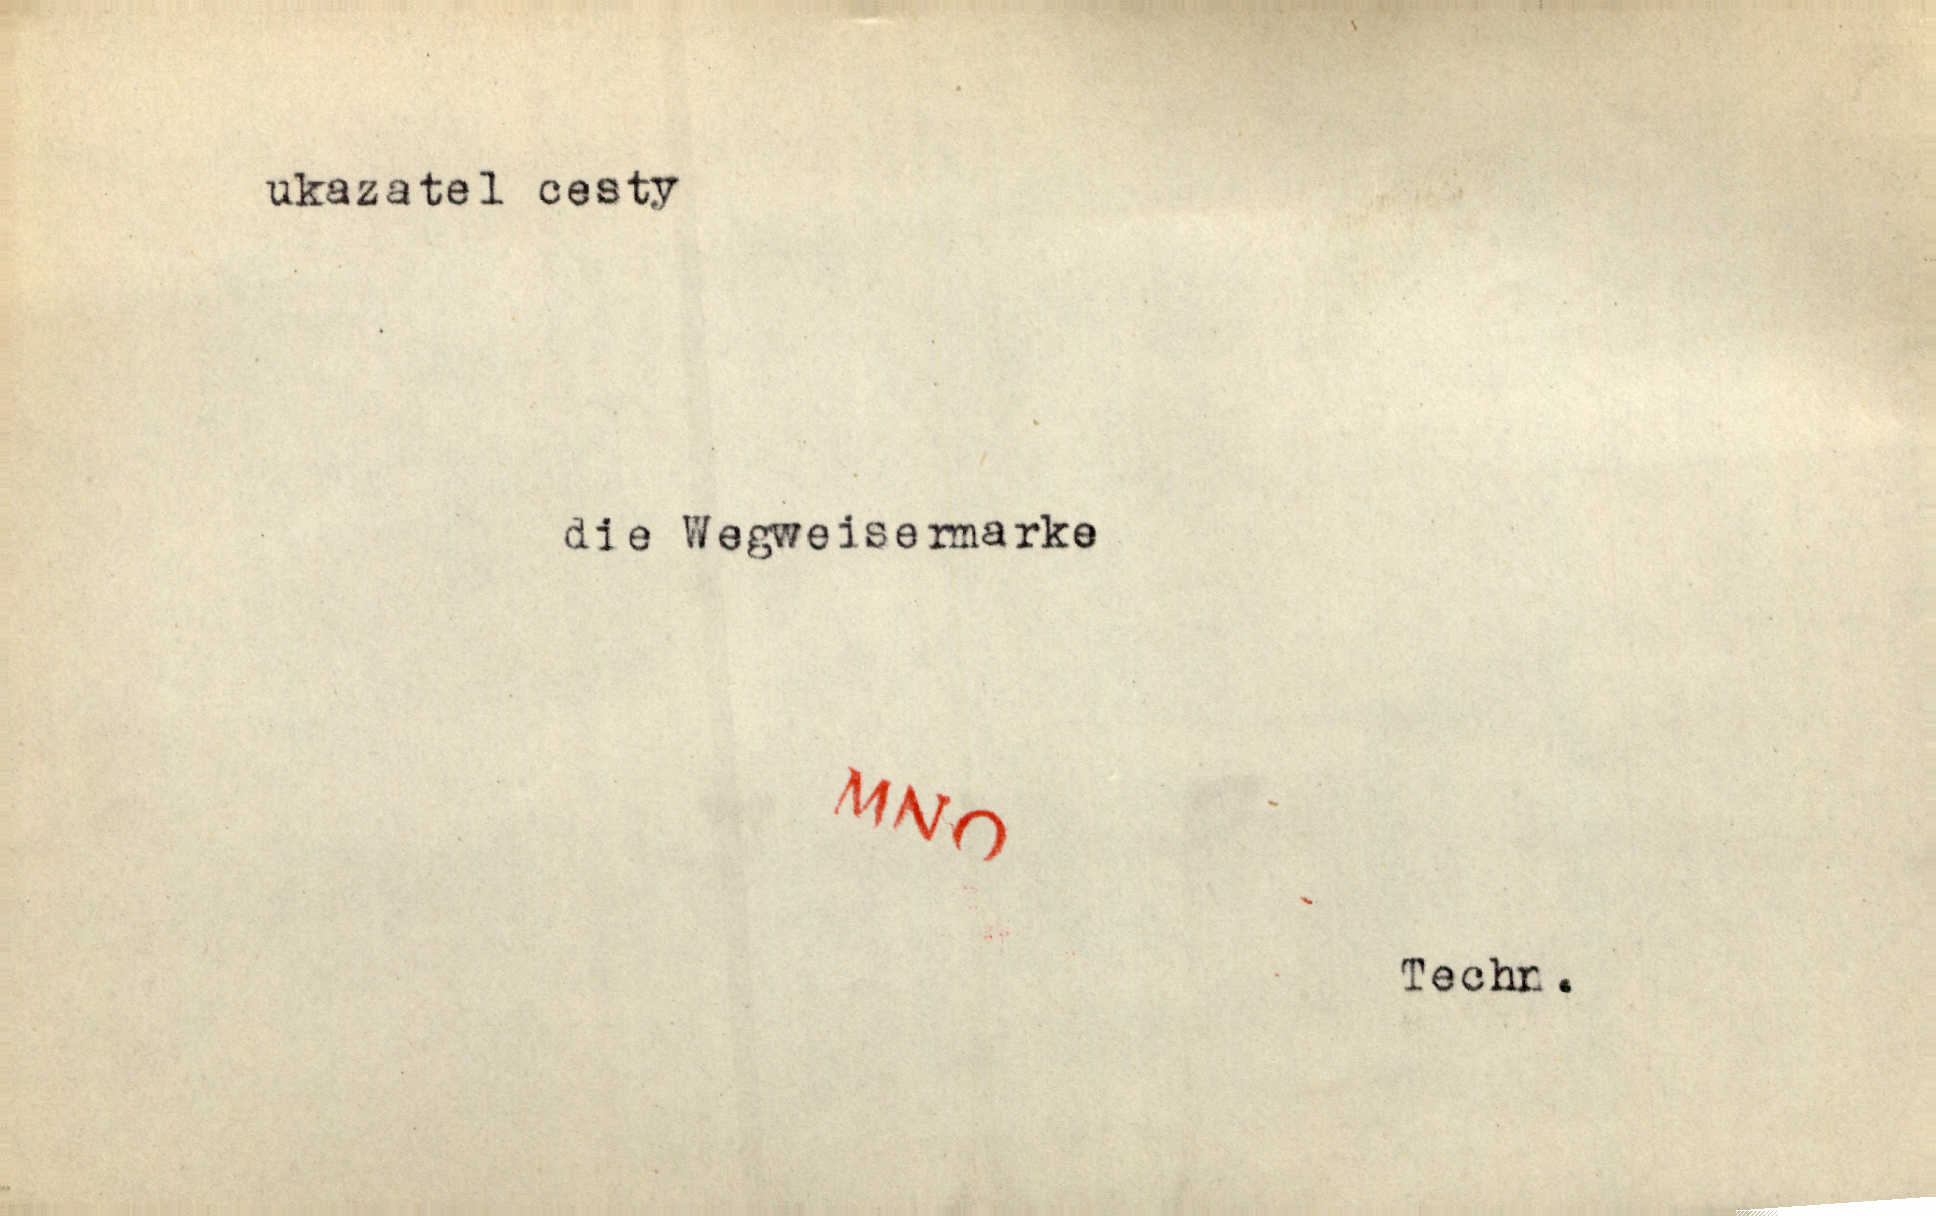 ukazatel cesty
die Wegweisermarke
MNO
Techn.